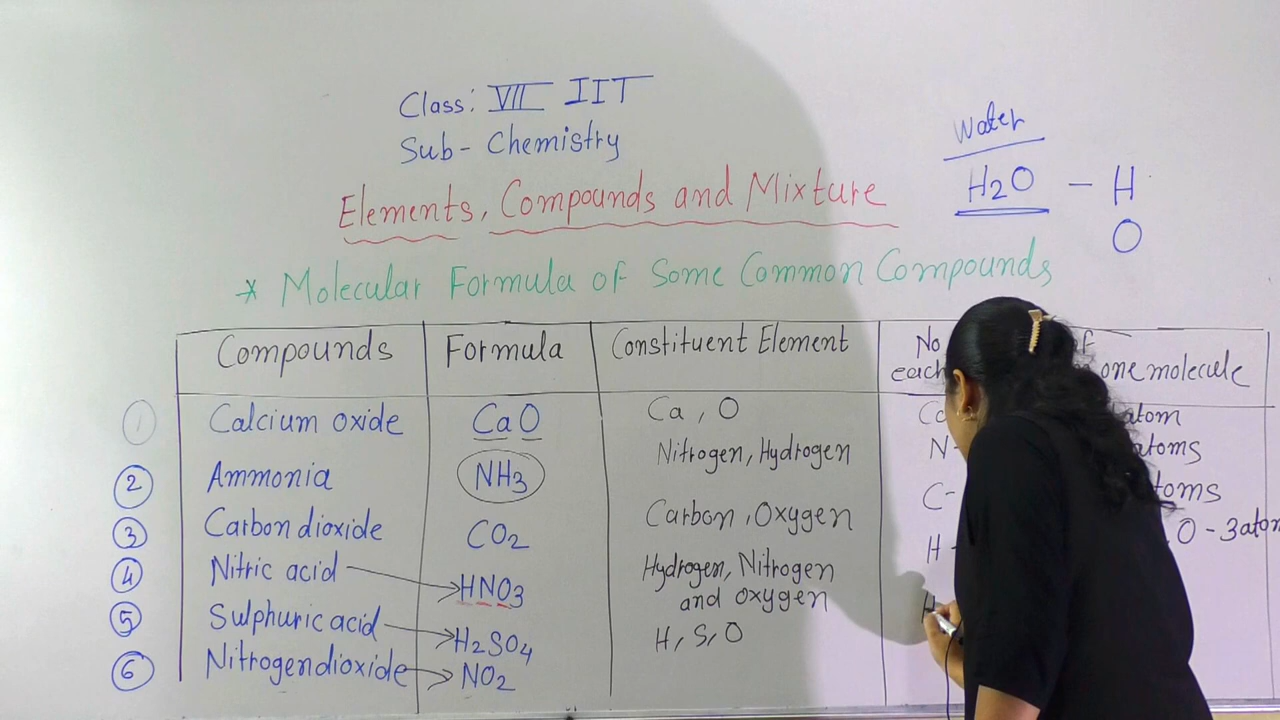 Class: VII IIT
Sub- Chemistry
Elements, Compounds and Mixture
Water
H2O - H
O
* Molecular Formula of Some Common Compounds
Compounds Formula Constituent Element No
each one molecule
1 Calcium oxide CaO Ca, O atom
2 Ammonia NH3 Nitrogen, Hydrogen N- atoms
3 Carbon dioxide CO2 Carbon, Oxygen C-
4 Nitric acid HNO3 Hydrogen, Nitrogen H - O - 3atom
and oxygen
5 Sulphuric acid H2SO4 H, S, O
6 Nitrogendioxide NO2